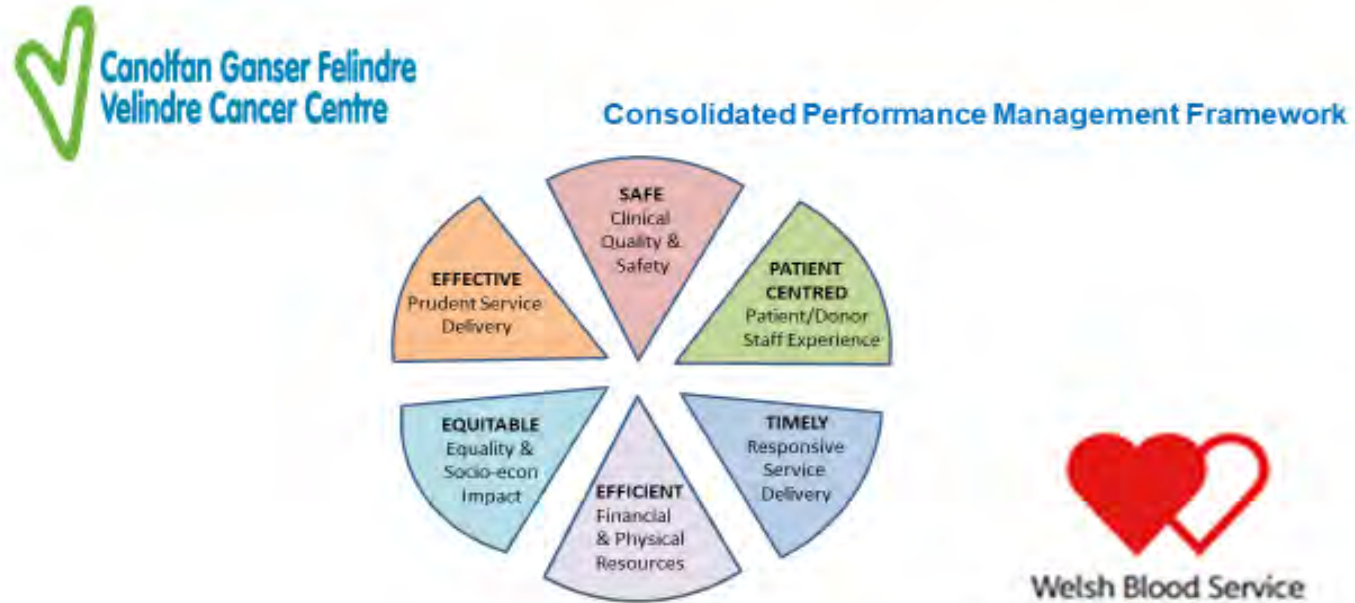 Canolfan Ganser Felindre
Velindre Cancer Centre
Consolidated Performance Management Framework
SAFE
Clinical
Quality &
Safety
PATIENT
CENTRED
Patient/Donor
Staff Experience
TIMELY
Responsive
Service
Delivery
EFFICIENT
Financial
& Physical
Resources
EQUITABLE
Equality &
Socio-econ
Impact
EFFECTIVE
Prudent Service
Delivery
Welsh Blood Service